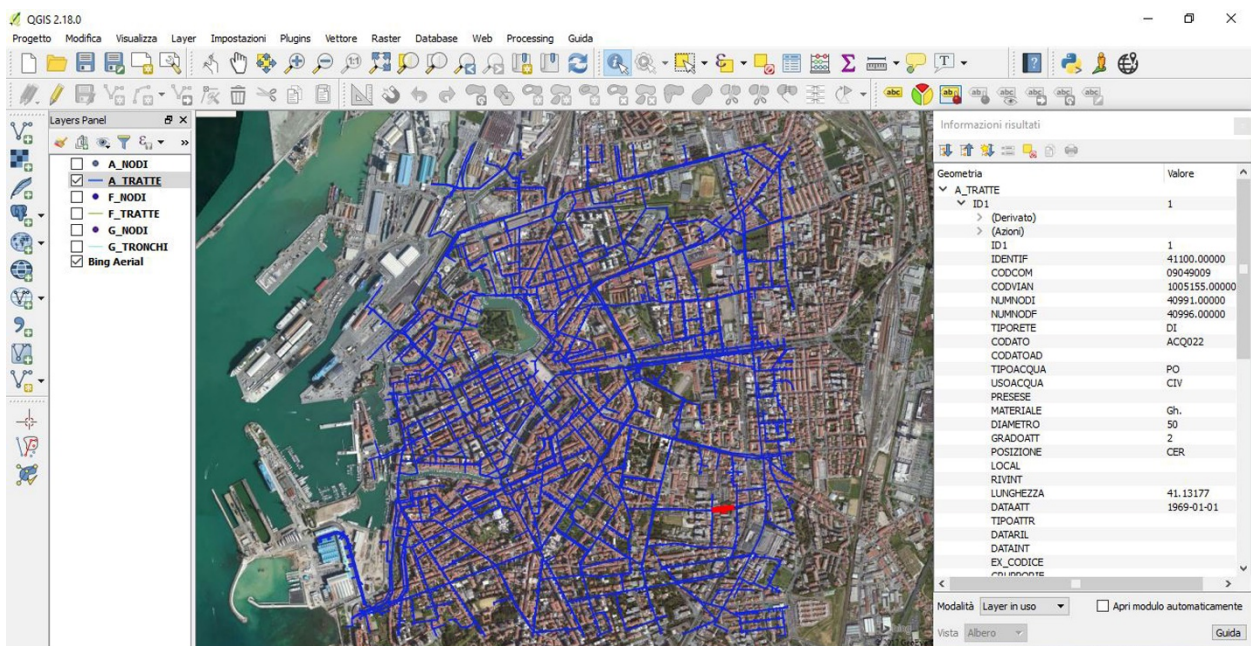 QGIS 2.18.0
Progetto Modifica Visualizza Layer Impostazioni Plugins Vettore Raster Database Web Processing Guida
Layers Panel
A_NODI
A_TRATTE
F_NODI
F_TRATTE
G_NODI
G_TRONCHI
Bing Aerial
Informazioni risultati
Geometria Valore
A_TRATTE
ID1 1
(Derivato)
(Azioni)
ID1 1
IDENTIF 41100.00000
CODCOM 09049009
CODVIAN 1005155.00000
NUMNODI 40991.00000
NUMNODF 40996.00000
TIPORETE DI
CODATO ACQ022
CODATOAD
TIPOACQUA PO
USOACQUA CIV
PRESESE
MATERIALE Gh.
DIAMETRO 50
GRADOATT 2
POSIZIONE CER
LOCAL
RIVINT
LUNGHEZZA 41.13177
DATAATT 1969-01-01
TIPOATTR
DATARIL
DATAINT
EX_CODICE
Modalità Layer in uso Apri modulo automaticamente
Vista Albero Guida